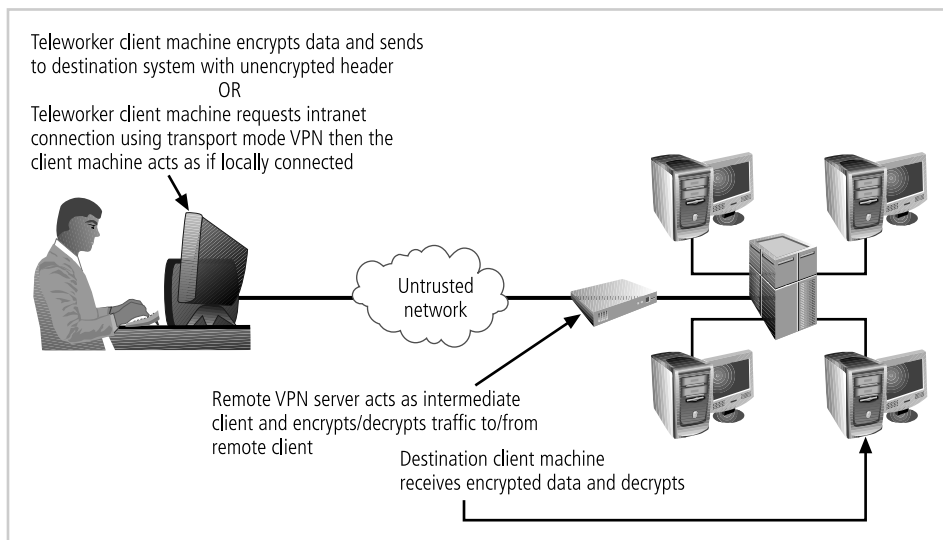 Teleworker client machine encrypts data and sends
to destination system with unencrypted header
OR
Teleworker client machine requests intranet
connection using transport mode VPN then the
client machine acts as if locally connected
Untrusted
network
Remote VPN server acts as intermediate
client and encrypts/decrypts traffic to/from
remote client
Destination client machine
receives encrypted data and decrypts